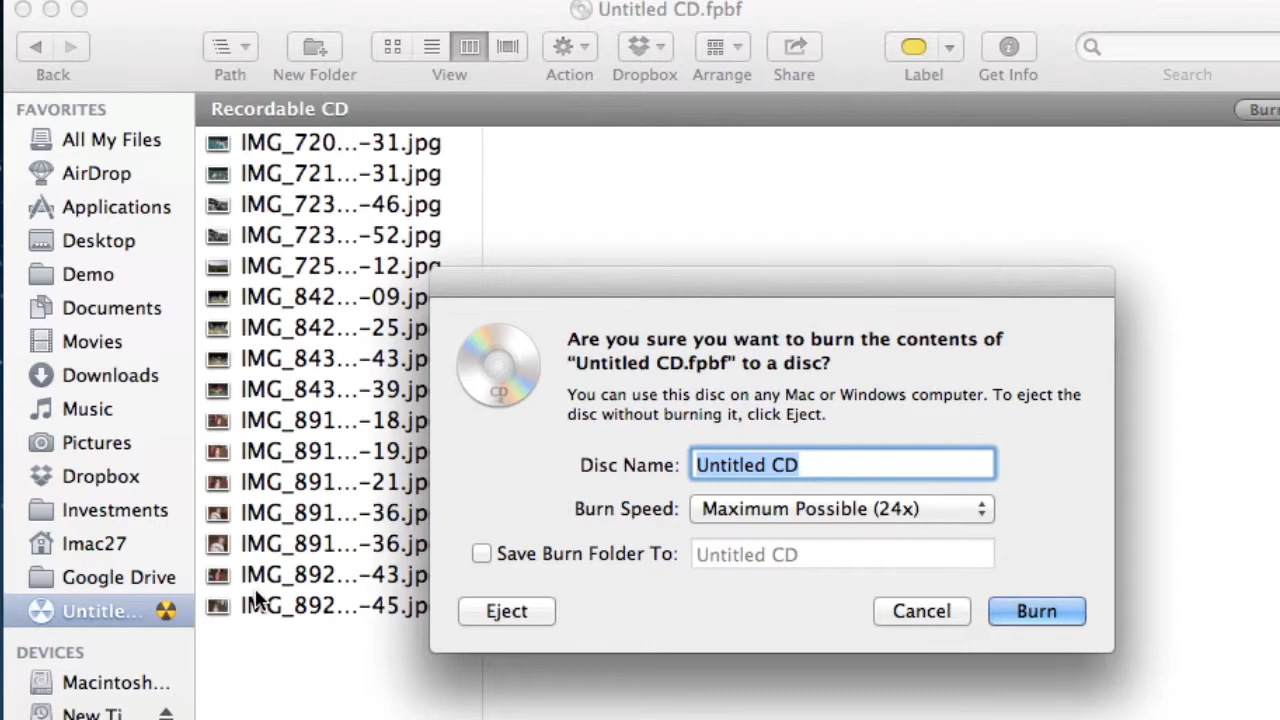 Untitled CD.fpbf
Back
Path
New Folder
View
Action
Dropbox
Arrange
Share
Label
Get Info
Search
FAVORITES
All My Files
AirDrop
Applications
Desktop
Demo
Documents
Movies
Downloads
Music
Pictures
Dropbox
Investments
Imac27
Google Drive
Untitle...
DEVICES
Macintosh...
New Ti
Recordable CD
Burn
IMG_720...-31.jpg
IMG_721...-31.jpg
IMG_723...-46.jpg
IMG_723...-52.jpg
IMG_725...-12.jpg
IMG_842...-09.jp
IMG_842...-25.jp
IMG_843...-43.jp
IMG_843...-39.jp
IMG_891...-18.jp
IMG_891...-19.jp
IMG_891...-21.jp
IMG_891...-36.jp
IMG_891...-36.jp
IMG_892...-43.jp
IMG_892...-45.jp
CD
Are you sure you want to burn the contents of
“Untitled CD.fpbf” to a disc?
You can use this disc on any Mac or Windows computer. To eject the
disc without burning it, click Eject.
Disc Name: Untitled CD
Burn Speed: Maximum Possible (24x)
Save Burn Folder To: Untitled CD
Eject
Cancel
Burn